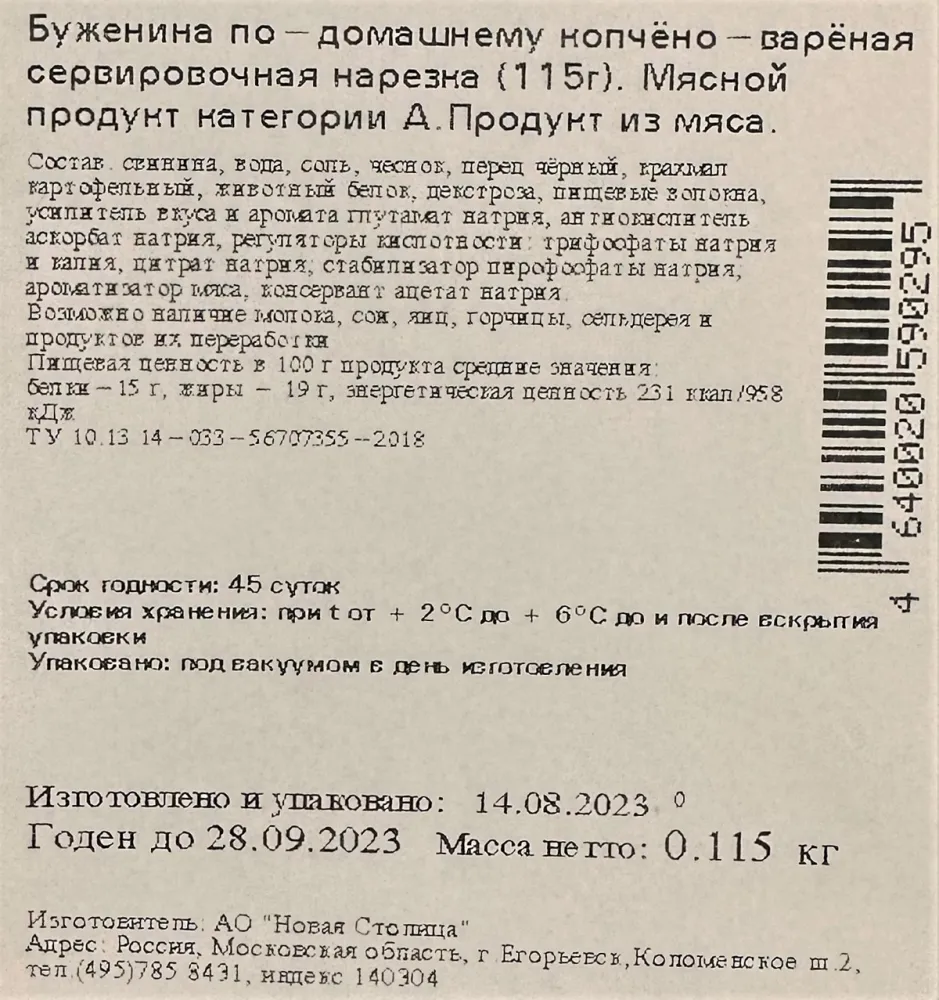 Буженина по – домашнему копчёно – варёная
сервировочная нарезка (115г). Мясной
продукт категории А.Продукт из мяса.
Состав: свинина, вода, соль, чеснок, перец чёрный, крахмал
картофельный, животный белок, декстроза, пищевые волокна,
усилитель вкуса и аромата глутамат натрия, антиокислитель
аскорбат натрия, регуляторы кислотности: трифосфаты натрия
и калия, цитрат натрия; стабилизатор пирофосфаты натрия,
ароматизатор мяса, консервант ацетат натрия.
Возможно наличие молока, сои, яиц, горчицы, сельдерея и
продуктов их переработки
Пищевая ценность в 100 г продукта средние значения:
белки – 15 г, жиры – 19 г, энергетическая ценность 231 ккал/958
кДж
ТУ 10.13 14 – 033 – 56707355 – 2018
4 640020 590295
Срок годности: 45 суток
Условия хранения: при t от + 2°С до + 6°С до и после вскрытия
упаковки
Упаковано: под вакуумом в день изготовления
Изготовлено и упаковано: 14.08.2023 0
Годен до 28.09.2023 Масса нетто: 0.115 кг
Изготовитель: АО "Новая Столица"
Адрес: Россия, Московская область, г Егорьевск,Коломенское ш.2,
тел.(495)785 8431, индекс 140304